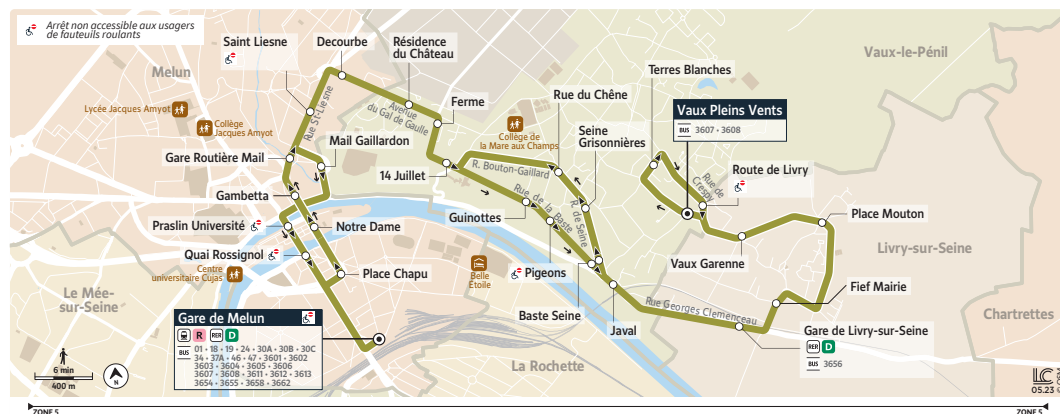 Arrêt non accessible aux usagers
de fauteuils roulants
Saint Liesne
Decourbe
Résidence
du Château
Vaux-le-Pénil
Melun
Terres Blanches
Lycée Jacques Amyot
Collège
Jacques Amyot
Rue St-Liesne
Avenue
du Gal de Gaulle
Ferme
Rue du Chêne
Vaux Pleins Vents
BUS 3607 • 3608
Collège de
la Mare aux Champs
Seine
Grisonnières
Mail Gaillardon
Gare Routière Mail
14 Juillet
R. Bouton-Gaillard
Route de Livry
Rue de
Crespy
Gambetta
Rue de la Baste
R. de Seine
Guinottes
Place Mouton
Praslin Université
Notre Dame
Livry-sur-Seine
Quai Rossignol
Vaux Garenne
Centre
universitaire Cujas
Place Chapu
Belle
Étoile
Pigeons
Fief Mairie
Le Mée-
sur-Seine
Rue Georges Clemenceau
Baste Seine
Javal
Chartrettes
Gare de Melun
R RER D
BUS 01 • 18 • 19 • 24 • 30A • 30B • 30C
34 • 37A • 46 • 47 • 3601 • 3602
3603 • 3604 • 3605 • 3606
3607 • 3608 • 3611 • 3612 • 3613
3654 • 3655 • 3658 • 3662
Gare de Livry-sur-Seine
RER D
BUS 3656
La Rochette
6 min
400 m
N
LC
05.23
ZONE 5
ZONE 5